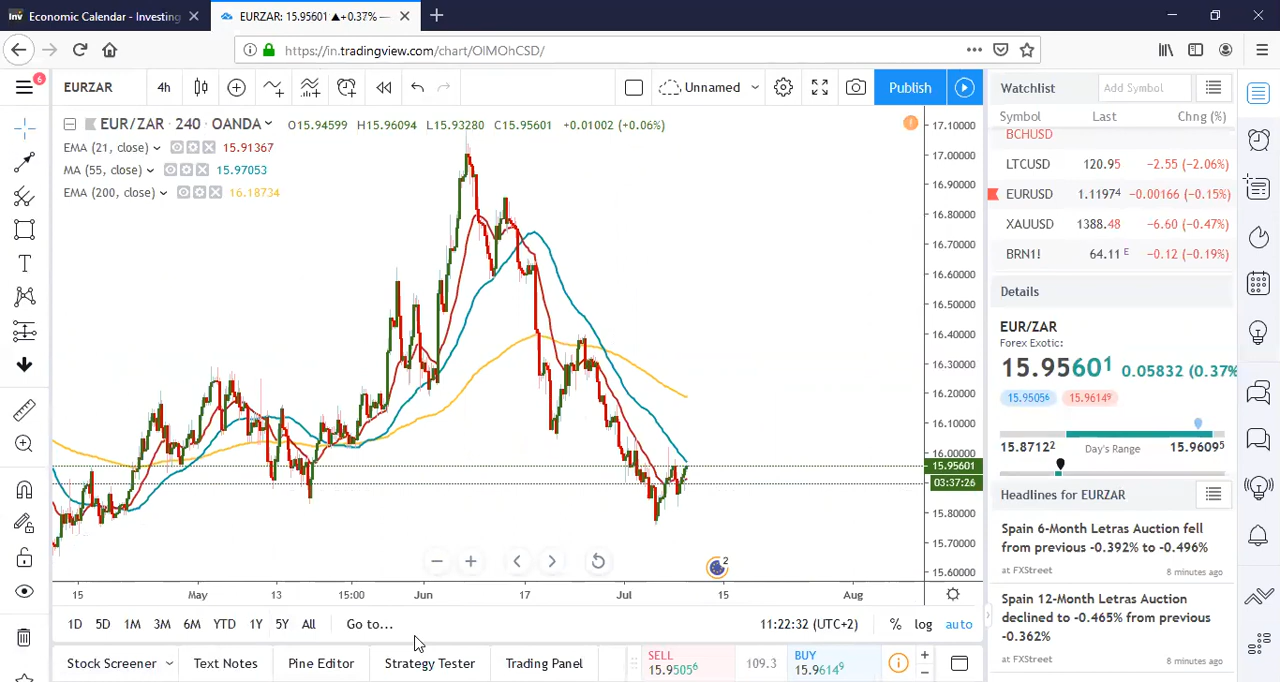 Economic Calendar - Investing
EURZAR: 15.95601 ▲+0.37% —
https://in.tradingview.com/chart/OIMOhCSD/
6
EURZAR
4h
Unnamed
Publish
EUR/ZAR · 240 · OANDA
O15.94599 H15.96094 L15.93280 C15.95601 +0.01002 (+0.06%)
EMA (21, close) 15.91367
MA (55, close) 15.97053
EMA (200, close) 16.18734
17.10000
17.00000
16.90000
16.80000
16.70000
16.60000
16.50000
16.40000
16.30000
16.20000
16.10000
16.00000
15.95601
03:37:26
15.80000
15.70000
15.60000
2
15 May 13 15:00 Jun 17 Jul 15 Aug
1D 5D 1M 3M 6M YTD 1Y 5Y All Go to...
11:22:32 (UTC+2) % log auto
Stock Screener Text Notes Pine Editor Strategy Tester Trading Panel
SELL
15.95056
109.3
BUY
15.96149
Watchlist
Add Symbol
Symbol Last Chng (%)
BCHUSD
LTCUSD 120.95 −2.55 (−2.06%)
EURUSD 1.11974 −0.00166 (−0.15%)
XAUUSD 1388.48 −6.60 (−0.47%)
BRN1! 64.11 E −0.12 (−0.19%)
Details
EUR/ZAR
Forex Exotic:
15.95601 0.05832 (0.37%
15.95056 15.96149
15.87122 Day's Range 15.96095
Headlines for EURZAR
Spain 6-Month Letras Auction fell
from previous -0.392% to -0.496%
at FXStreet 8 minutes ago
Spain 12-Month Letras Auction
declined to -0.465% from previous
-0.362%
at FXStreet 8 minutes ago